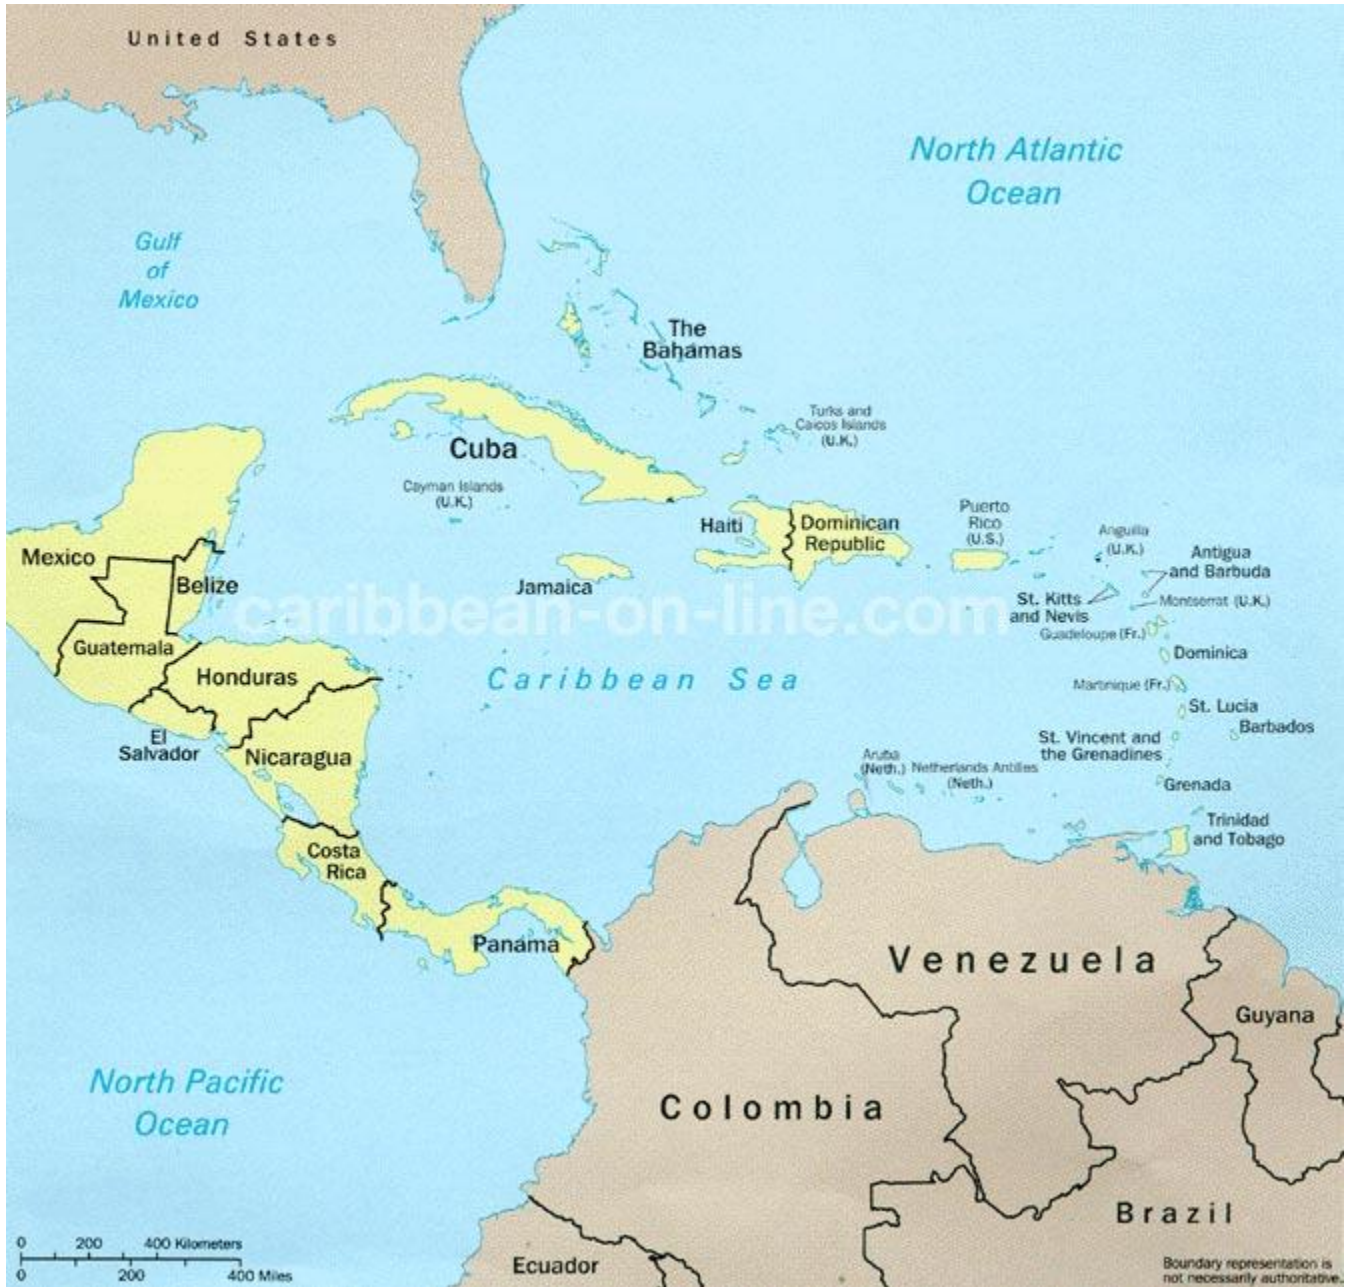 United States
North Atlantic
Ocean
Gulf
of
Mexico
The
Bahamas
Turks and
Caicos Islands
(U.K.)
Cuba
Cayman Islands
(U.K.)
Haiti
Dominican
Republic
Puerto
Rico
(U.S.)
Anguilla
(U.K.)
Antigua
and Barbuda
Mexico
Belize
Jamaica
caribbean-on-line.com
St. Kitts
and Nevis
Montserrat (U.K.)
Guadeloupe (Fr.)
Guatemala
Dominica
Honduras
Caribbean Sea
Martinique (Fr.)
St. Lucia
Barbados
El
Salvador
St. Vincent and
the Grenadines
Nicaragua
Aruba
(Neth.)
Netherlands Antilles
(Neth.)
Grenada
Trinidad
and Tobago
Costa
Rica
Panama
Venezuela
Guyana
North Pacific
Ocean
Colombia
Brazil
Ecuador
0 200 400 Kilometers
0 200 400 Miles
Boundary representation is
not necessarily authoritative.